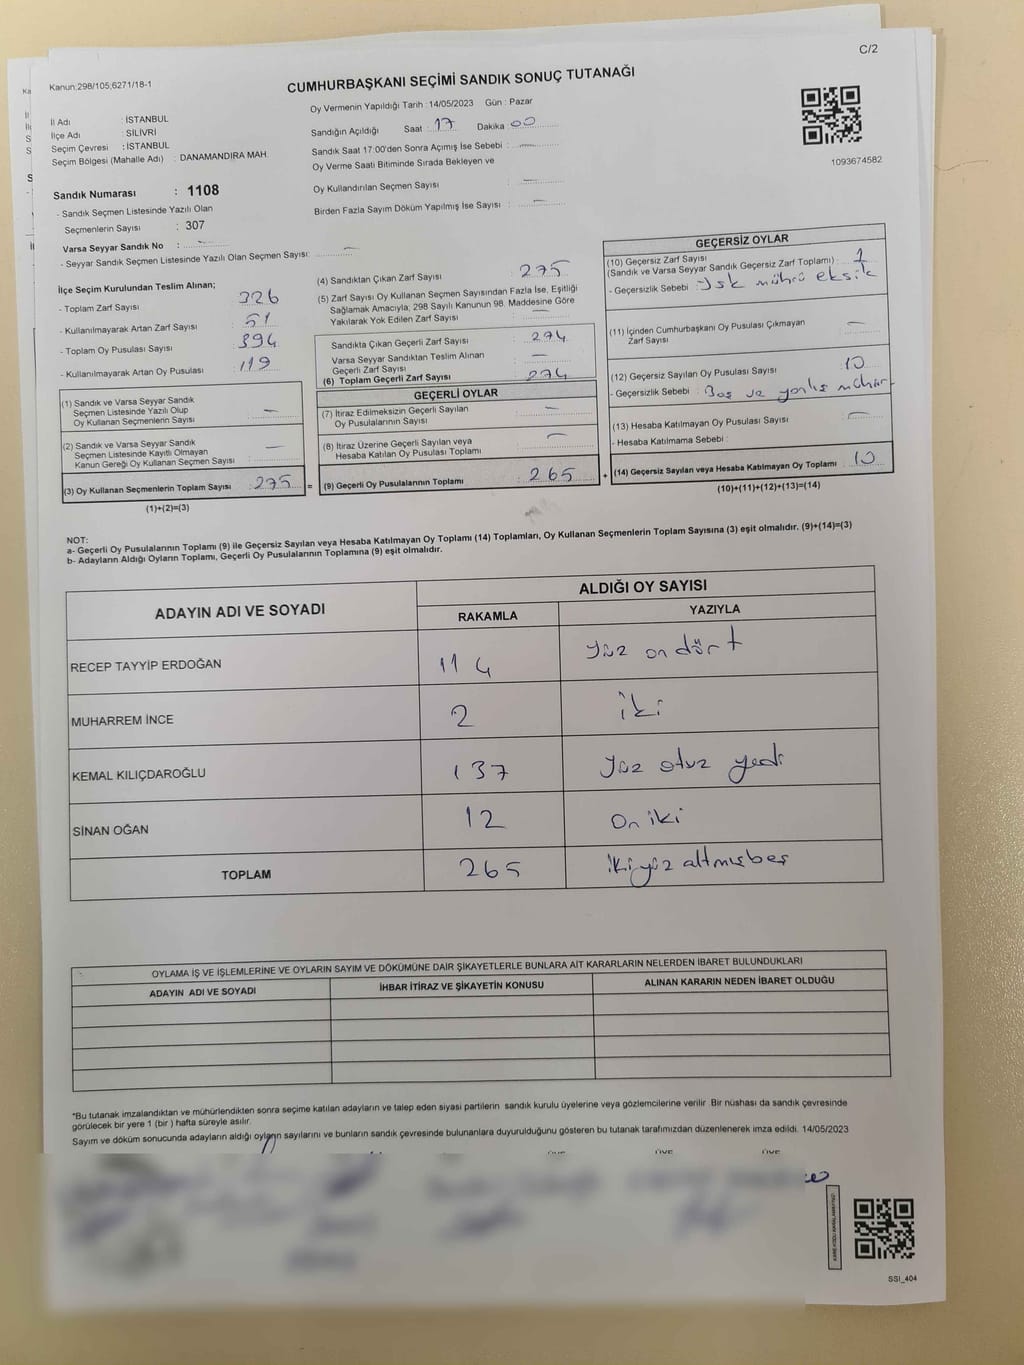 C/2
Kanun:298/105;6271/18-1
CUMHURBAŞKANI SEÇİMİ SANDIK SONUÇ TUTANAĞI
Oy Vermenin Yapıldığı Tarih : 14/05/2023 Gün : Pazar
Sandığın Açıldığı Saat : 17 Dakika : 00
Sandık Saat 17:00'den Sonra Açımış İse Sebebi : —
Oy Verme Saati Bitiminde Sırada Bekleyen ve
Oy Kullandırılan Seçmen Sayısı : —
Birden Fazla Sayım Döküm Yapılmış İse Sayısı : —
İl Adı : İSTANBUL
İlçe Adı : SİLİVRİ
Seçim Çevresi : İSTANBUL
Seçim Bölgesi (Mahalle Adı) : DANAMANDIRA MAH.
1093674582
Sandık Numarası : 1108
- Sandık Seçmen Listesinde Yazılı Olan
Seçmenlerin Sayısı : 307
Varsa Seyyar Sandık No : —
- Seyyar Sandık Seçmen Listesinde Yazılı Olan Seçmen Sayısı: —
İlçe Seçim Kurulundan Teslim Alınan;
- Toplam Zarf Sayısı 326
- Kullanılmayarak Artan Zarf Sayısı : 51
- Toplam Oy Pusulası Sayısı 394
- Kullanılmayarak Artan Oy Pusulası : 119
(1) Sandık ve Varsa Seyyar Sandık
Seçmen Listesinde Yazılı Olup
Oy Kullanan Seçmenlerin Sayısı : —
(2) Sandık ve Varsa Seyyar Sandık
Seçmen Listesinde Kayıtlı Olmayan
Kanun Gereği Oy Kullanan Seçmen Sayısı : —
(3) Oy Kullanan Seçmenlerin Toplam Sayısı : 275 =
(1)+(2)=(3)
(4) Sandıktan Çıkan Zarf Sayısı : 275
(5) Zarf Sayısı Oy Kullanan Seçmen Sayısından Fazla İse, Eşitliği
Sağlamak Amacıyla; 298 Sayılı Kanunun 98. Maddesine Göre
Yakılarak Yok Edilen Zarf Sayısı : —
Sandıkta Çıkan Geçerli Zarf Sayısı : 274
Varsa Seyyar Sandıktan Teslim Alınan
Geçerli Zarf Sayısı : —
(6) Toplam Geçerli Zarf Sayısı : 274
GEÇERLİ OYLAR
(7) İtiraz Edilmeksizin Geçerli Sayılan
Oy Pusulalarının Sayısı : —
(8) İtiraz Üzerine Geçerli Sayılan veya
Hesaba Katılan Oy Pusulası Toplamı : —
(9) Geçerli Oy Pusulalarının Toplamı : 265 +
GEÇERSİZ OYLAR
(10) Geçersiz Zarf Sayısı
(Sandık ve Varsa Seyyar Sandık Geçersiz Zarf Toplamı) : 1
- Geçersizlik Sebebi : mührü eksik
(11) İçinden Cumhurbaşkanı Oy Pusulası Çıkmayan
Zarf Sayısı : —
(12) Geçersiz Sayılan Oy Pusulası Sayısı : 10
- Geçersizlik Sebebi : Boş ve yanlış mühür
(13) Hesaba Katılmayan Oy Pusulası Sayısı : —
- Hesaba Katılmama Sebebi :
(14) Geçersiz Sayılan veya Hesaba Katılmayan Oy Toplamı : 10
(10)+(11)+(12)+(13)=(14)
NOT:
a- Geçerli Oy Pusulalarının Toplamı (9) ile Geçersiz Sayılan veya Hesaba Katılmayan Oy Toplamı (14) Toplamları, Oy Kullanan Seçmenlerin Toplam Sayısına (3) eşit olmalıdır. (9)+(14)=(3)
b- Adayların Aldığı Oyların Toplamı, Geçerli Oy Pusulalarının Toplamına (9) eşit olmalıdır.
ADAYIN ADI VE SOYADI ALDIĞI OY SAYISI
RAKAMLA YAZIYLA
RECEP TAYYİP ERDOĞAN 114 Yüz on dört
MUHARREM İNCE 2 iki
KEMAL KILIÇDAROĞLU 137 Yüz otuz yedi
SİNAN OĞAN 12 On iki
TOPLAM 265 ikiyüz altmışbeş
OYLAMA İŞ VE İŞLEMLERİNE VE OYLARIN SAYIM VE DÖKÜMÜNE DAİR ŞİKAYETLERLE BUNLARA AİT KARARLARIN NELERDEN İBARET BULUNDUKLARI
ADAYIN ADI VE SOYADI İHBAR İTİRAZ VE ŞİKAYETİN KONUSU ALINAN KARARIN NEDEN İBARET OLDUĞU
*Bu tutanak imzalandıktan ve mühürlendikten sonra seçime katılan adayların ve talep eden siyasi partilerin sandık kurulu üyelerine veya gözlemcilerine verilir .Bir nüshası da sandık çevresinde
görülecek bir yere 1 (bir ) hafta süreyle asılır.
Sayım ve döküm sonucunda adayların aldığı oyların sayılarını ve bunların sandık çevresinde bulunanlara duyurulduğunu gösteren bu tutanak tarafımızdan düzenlenerek imza edildi. 14/05/2023
SSI_404